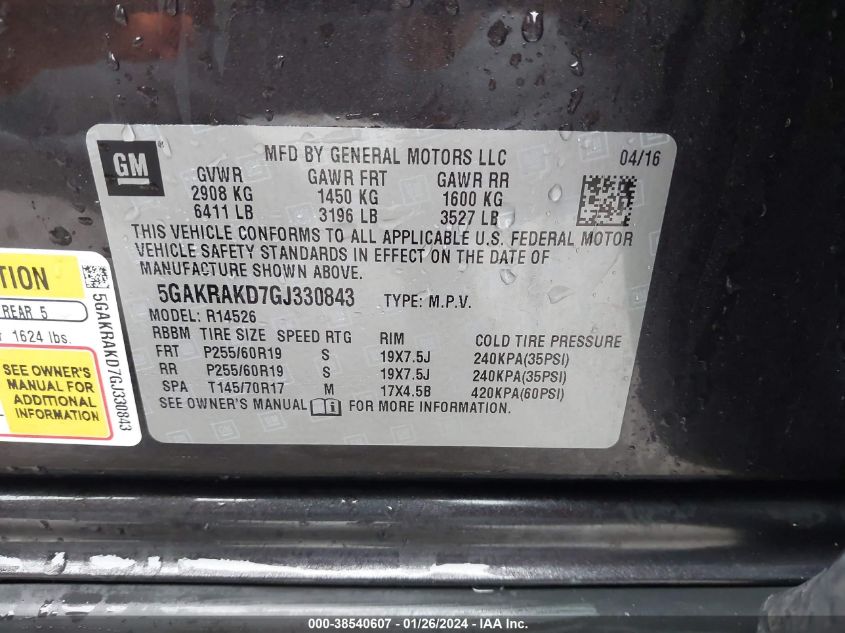 GM
MFD BY GENERAL MOTORS LLC
04/16
GVWR GAWR FRT GAWR RR
2908 KG 1450 KG 1600 KG
6411 LB 3196 LB 3527 LB
THIS VEHICLE CONFORMS TO ALL APPLICABLE U.S. FEDERAL MOTOR
VEHICLE SAFETY STANDARDS IN EFFECT ON THE DATE OF
MANUFACTURE SHOWN ABOVE.
5GAKRAKD7GJ330843 TYPE: M.P.V.
MODEL: R14526
RBBM TIRE SIZE SPEED RTG RIM COLD TIRE PRESSURE
FRT P255/60R19 S 19X7.5J 240KPA(35PSI)
RR P255/60R19 S 19X7.5J 240KPA(35PSI)
SPA T145/70R17 M 17X4.5B 420KPA(60PSI)
SEE OWNER'S MANUAL FOR MORE INFORMATION.
REAR 5
1624 lbs.
SEE OWNER'S
MANUAL FOR
ADDITIONAL
INFORMATION
5GAKRAKD7GJ330843
000-38540607 - 01/26/2024 - IAA Inc.